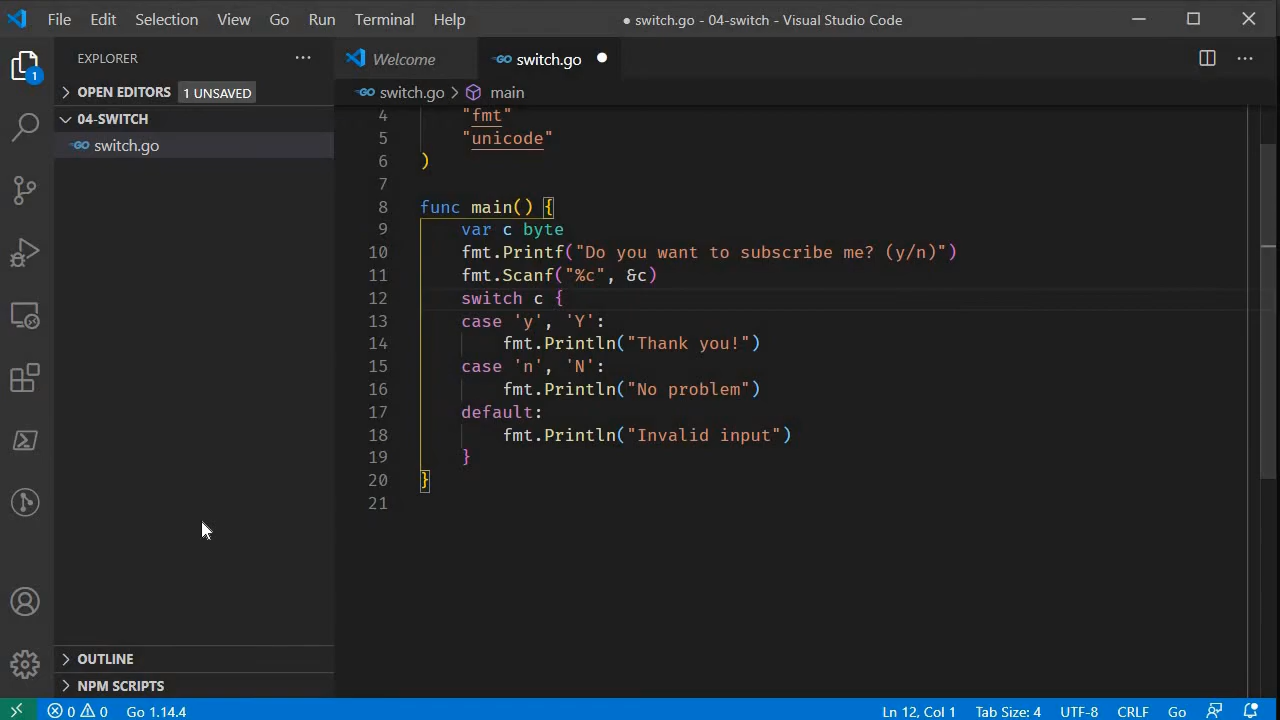 File Edit Selection View Go Run Terminal Help ● switch.go - 04-switch - Visual Studio Code
EXPLORER
Welcome
switch.go
OPEN EDITORS 1 UNSAVED
switch.go > main
04-SWITCH
switch.go
1
4 "fmt"
5 "unicode"
6 )
7
8 func main() {
9 var c byte
10 fmt.Printf("Do you want to subscribe me? (y/n)")
11 fmt.Scanf("%c", &c)
12 switch c {
13 case 'y', 'Y':
14 fmt.Println("Thank you!")
15 case 'n', 'N':
16 fmt.Println("No problem")
17 default:
18 fmt.Println("Invalid input")
19 }
20 }
21
OUTLINE
NPM SCRIPTS
0 0 Go 1.14.4 Ln 12, Col 1 Tab Size: 4 UTF-8 CRLF Go